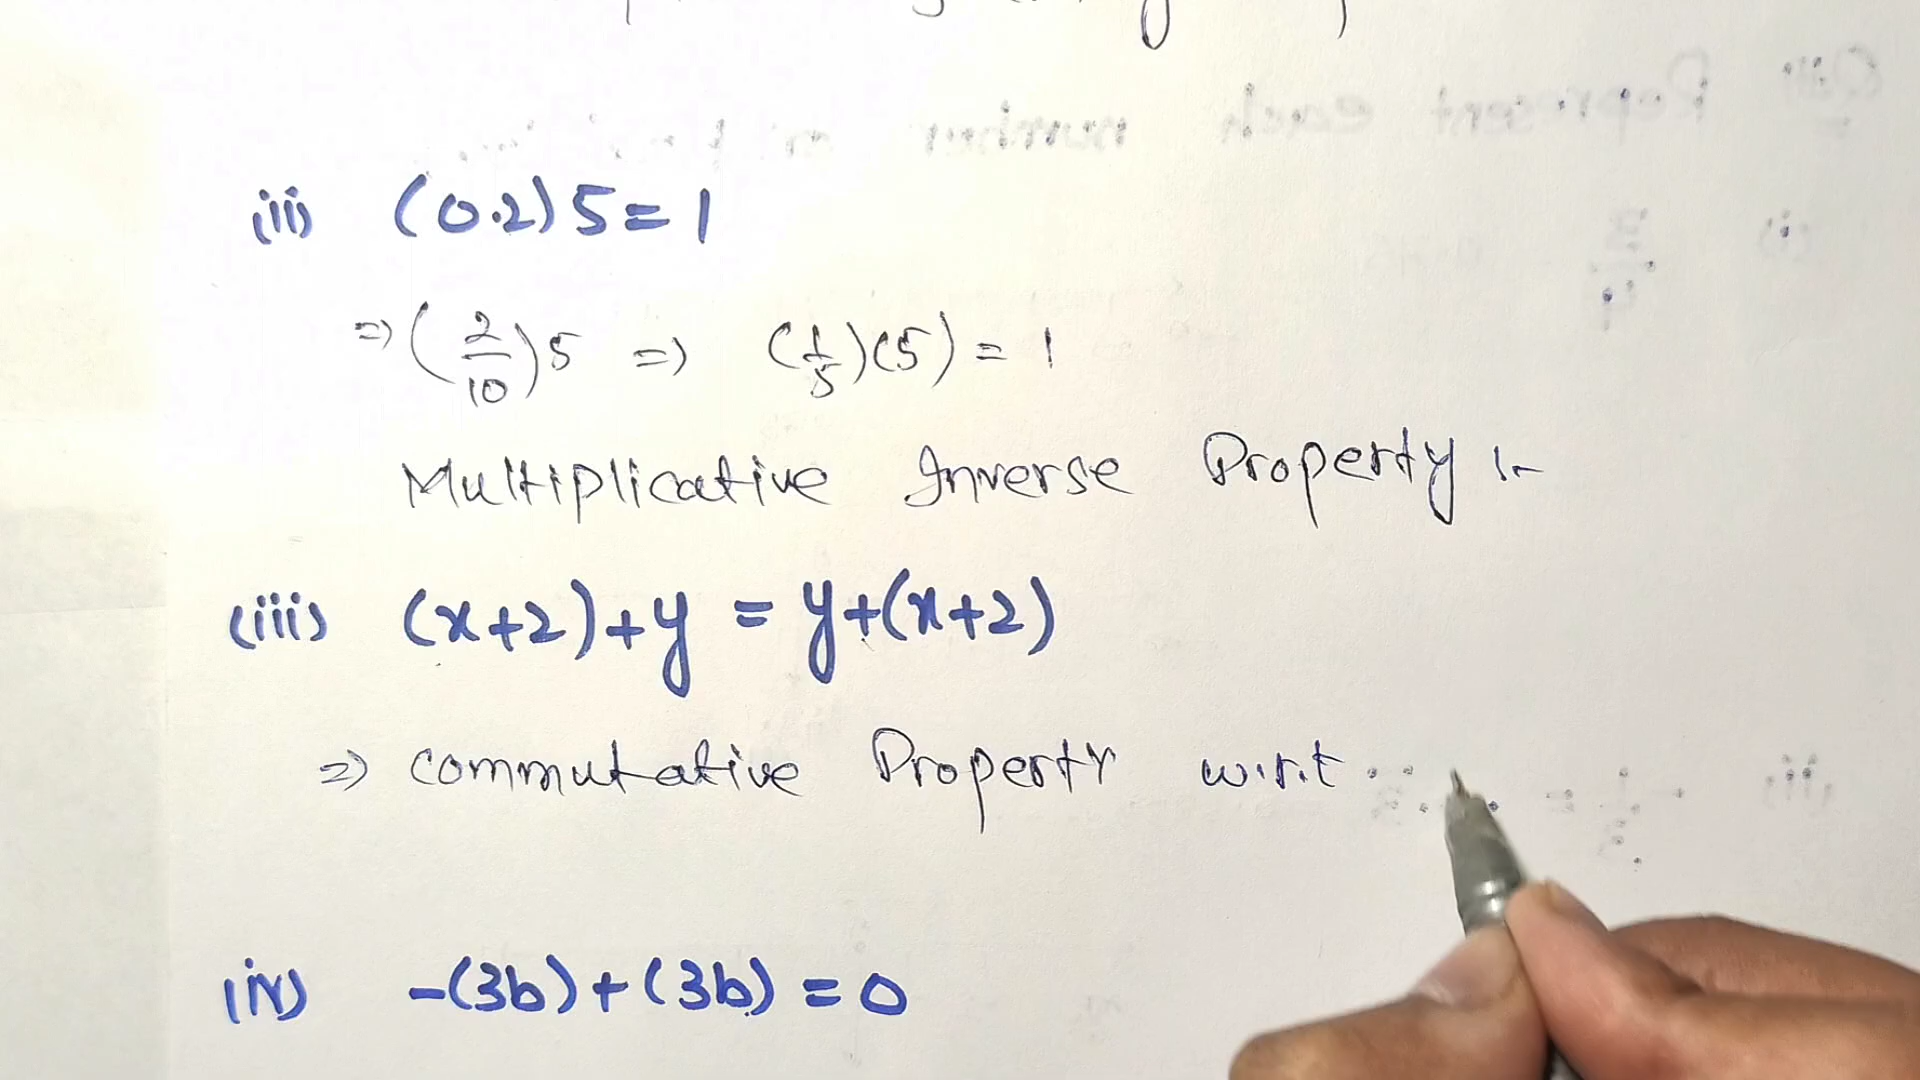 (ii) (0.2)5=1
=> (2/10)5 => (1/5)(5) = 1
Multiplicative Inverse Property :-
(iii) (x+2)+y = y+(x+2)
=> commutative Property w.r.t
(iv) -(3b)+(3b) = 0